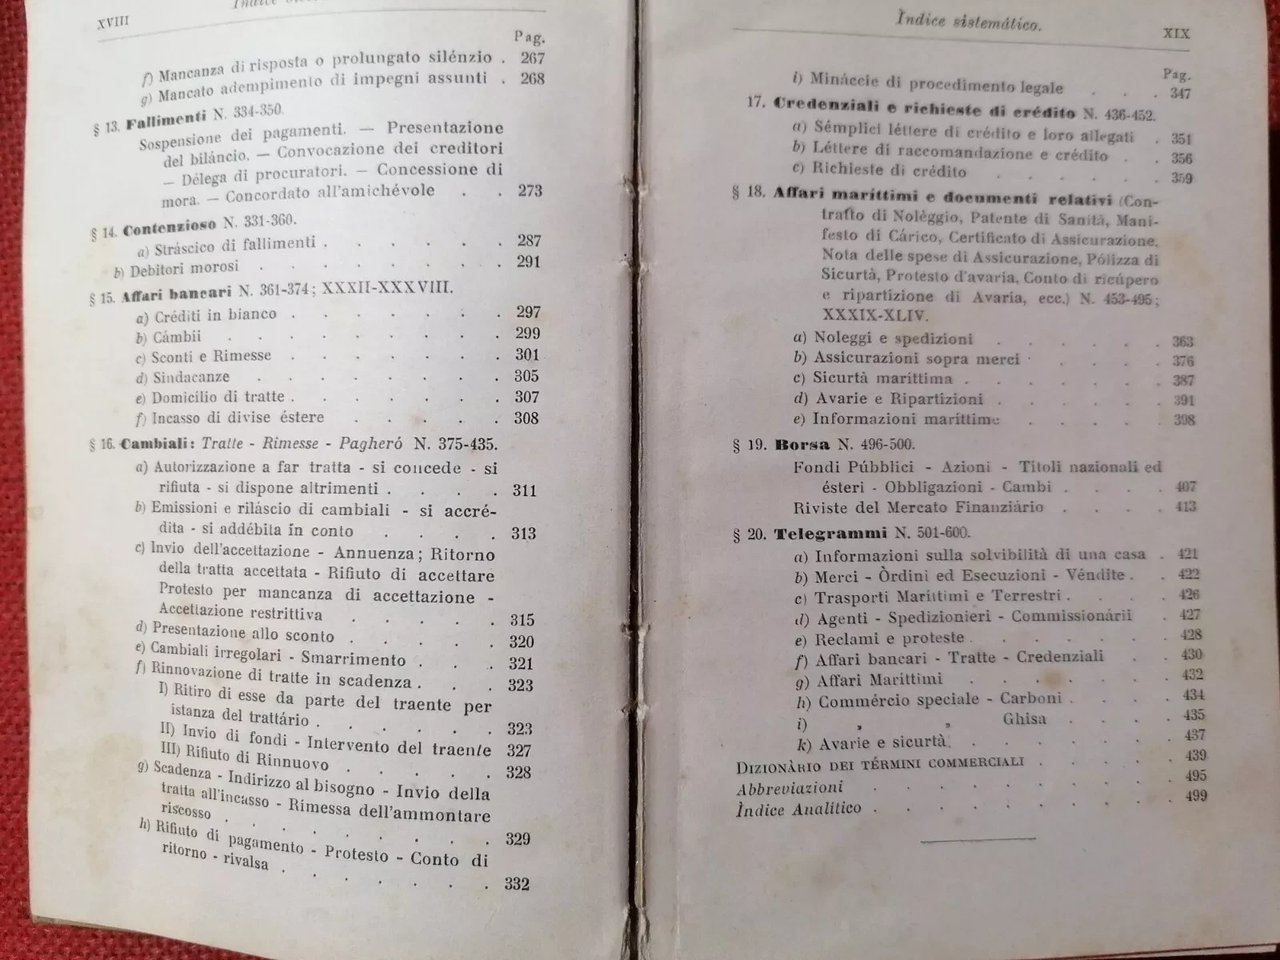 XVIII
Pag.
f) Mancanza di risposta o prolungato silénzio . 267
g) Mancato adempimento di impegni assunti . 268
§ 13. Fallimenti N. 334-350.
Sospensione dei pagamenti. — Presentazione
del biláncio. — Convocazione dei creditori
— Délega di procuratori. — Concessione di
mora. — Concordato all'amichévole . . 273
§ 14. Contenzioso N. 331-360.
a) Stráscico di fallimenti . . . . . . 287
b) Debitori morosi . . . . . . . 291
§ 15. Affari bancari N. 361-374; XXXII-XXXVIII.
a) Créditi in bianco . . . . . . . 297
b) Cámbii . . . . . . . . 299
c) Sconti e Rimesse . . . . . . 301
d) Sindacanze . . . . . . . 305
e) Domicilio di tratte . . . . . . 307
f) Incasso di divise éstere . . . . . 308
§ 16. Cambiali: Tratte - Rimesse - Pagheró N. 375-435.
a) Autorizzazione a far tratta - si concede - si
rifiuta - si dispone altrimenti . . . . 311
b) Emissioni e riláscio di cambiali - si accré-
dita - si addébita in conto . . . . 313
c) Invio dell'accettazione - Annuenza; Ritorno
della tratta accettata - Rifiuto di accettare
Protesto per mancanza di accettazione -
Accettazione restrittiva . . . . . 315
d) Presentazione allo sconto . . . . . 320
e) Cambiali irregolari - Smarrimento . . . 321
f) Rinnovazione di tratte in scadenza . . . 323
I) Ritiro di esse da parte del traente per
istanza del trattário . . . . . . 323
II) Invio di fondi - Intervento del traente 327
III) Rifiuto di Rinnuovo . . . . . 328
g) Scadenza - Indirizzo al bisogno - Invio della
tratta all'incasso - Rimessa dell'ammontare
riscosso . . . . . . . . 329
h) Rifiuto di pagamento - Protesto - Conto di
ritorno - rivalsa . . . . . . . 332
Índice sistemático. XIX
Pag.
i) Mináccie di procedimento legale . . . 347
17. Credenziali e richieste di crédito N. 436-452.
a) Sémplici léttere di crédito e loro allegati . 351
b) Léttere di raccomandazione e crédito . . 356
c) Richieste di crédito . . . . . 359
§ 18. Affari maríttimi e documenti relativi (Con-
tratto di Noléggio, Patente di Sanitá, Mani-
festo di Cárico, Certificato di Assicurazione,
Nota delle spese di Assicurazione, Pólizza di
Sicurtà, Protesto d'avaria, Conto di ricúpero
e ripartizione di Avaria, ecc.) N. 453-495;
XXXIX-XLIV.
a) Noleggi e spedizioni . . . . . 363
b) Assicurazioni sopra merci . . . . 376
c) Sicurtà maríttima . . . . . . 387
d) Avarie e Ripartizioni . . . . . 391
e) Informazioni maríttime . . . . 398
§ 19. Borsa N. 496-500.
Fondi Púbblici - Azioni - Titoli nazionali ed
ésteri - Obbligazioni - Cambi . . . . 407
Riviste del Mercato Finanziário . . . . 413
§ 20. Telegrammi N. 501-600.
a) Informazioni sulla solvibilità di una casa . 421
b) Merci - Òrdini ed Esecuzioni - Véndite . . 422
c) Trasporti Maríttimi e Terrestri . . . . 426
d) Agenti - Spedizionieri - Commissionárii . 427
e) Reclami e proteste . . . . . . 428
f) Affari bancari - Tratte - Credenziali . . 430
g) Affari Maríttimi . . . . . . 432
h) Commércio speciale - Carboni . . . . 434
i) „ „ Ghisa . . . . 435
k) Avarie e sicurtà . . . . . . 437
DIZIONÀRIO DEI TÉRMINI COMMERCIALI . . . . . 439
Abbreviazioni . . . . . . . . . 495
Índice Analitico . . . . . . . . . 499